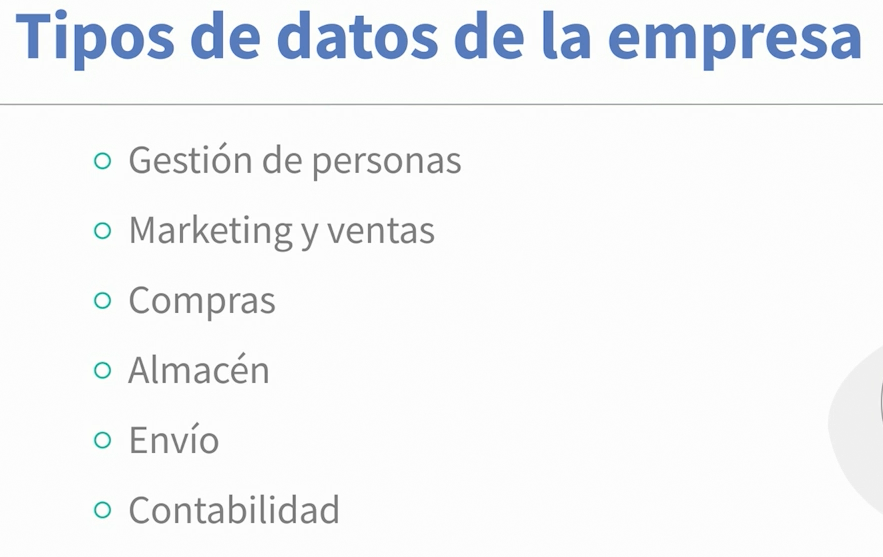 Tipos de datos de la empresa
Gestión de personas
Marketing y ventas
Compras
Almacén
Envío
Contabilidad